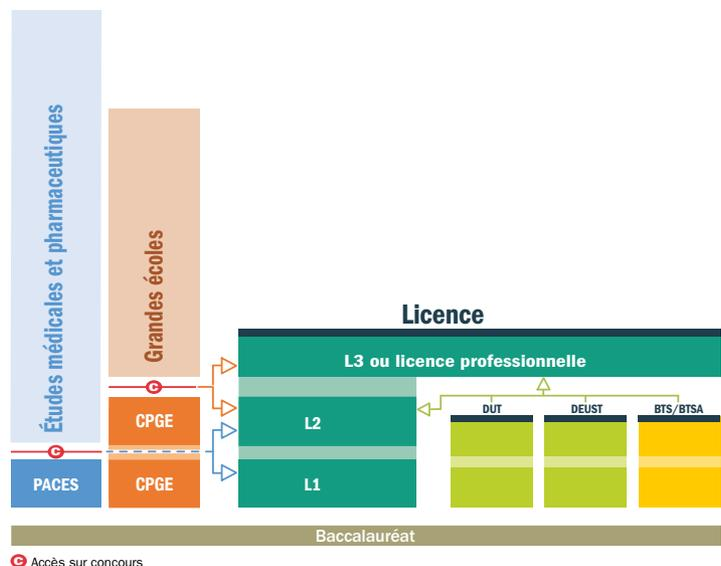 Études médicales et pharmaceutiques
Grandes écoles
Licence
L3 ou licence professionnelle
CPGE
L2
DUT
DEUST
BTS/BTSA
C
C
PACES
CPGE
L1
Baccalauréat
C Accès sur concours